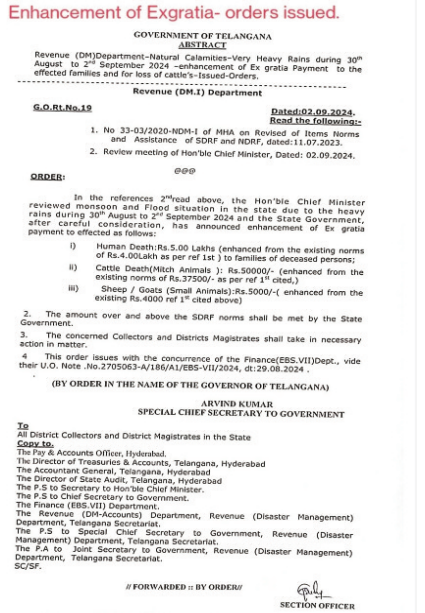 Enhancement of Exgratia- orders issued.
GOVERNMENT OF TELANGANA
ABSTRACT
Revenue (DM)Department–Natural Calamities–Very Heavy Rains during 30th
August to 2nd September 2024 –enhancement of Ex gratia Payment to the
effected families and for loss of cattle's–Issued-Orders.
Revenue (DM.I) Department
G.O.Rt.No.19
Dated:02.09.2024.
Read the following:-
1. No 33-03/2020-NDM-I of MHA on Revised of Items Norms
and Assistance of SDRF and NDRF, dated:11.07.2023.
2. Review meeting of Hon'ble Chief Minister, Dated: 02.09.2024.
@@@
ORDER:
In the references 2nd read above, the Hon'ble Chief Minister
reviewed monsoon and Flood situation in the state due to the heavy
rains during 30th August to 2nd September 2024 and the State Government,
after careful consideration, has announced enhancement of Ex gratia
payment to effected as follows:
i) Human Death:Rs.5.00 Lakhs (enhanced from the existing norms
of Rs.4.00Lakh as per ref 1st ) to families of deceased persons;
ii) Cattle Death(Mitch Animals ): Rs.50000/- (enhanced from the
existing norms of Rs.37500/- as per ref 1st cited,)
iii) Sheep / Goats (Small Animals):Rs.5000/-( enhanced from the
existing Rs.4000 ref 1st cited above)
2. The amount over and above the SDRF norms shall be met by the State
Government.
3. The concerned Collectors and Districts Magistrates shall take in necessary
action in matter.
4 This order issues with the concurrence of the Finance(EBS.VII)Dept., vide
their U.O. Note .No.2705063-A/186/A1/EBS-VII/2024, dt:29.08.2024 .
(BY ORDER IN THE NAME OF THE GOVERNOR OF TELANGANA)
ARVIND KUMAR
SPECIAL CHIEF SECRETARY TO GOVERNMENT
To
All District Collectors and District Magistrates in the State
Copy to.
The Pay & Accounts Officer, Hyderabad.
The Director of Treasuries & Accounts, Telangana, Hyderabad
The Accountant General, Telangana, Hyderabad
The Director of State Audit, Telangana, Hyderabad
The P.S to Secretary to Hon'ble Chief Minister.
The P.S to Chief Secretary to Government.
The Finance (EBS.VII) Department.
The Revenue (DM-Accounts) Department, Revenue (Disaster Management)
Department, Telangana Secretariat.
The P.S to Special Chief Secretary to Government, Revenue (Disaster
Management) Department, Telangana Secretariat.
The P.A to Joint Secretary to Government, Revenue (Disaster Management)
Department, Telangana Secretariat.
SC/SF.
// FORWARDED :: BY ORDER//
SECTION OFFICER